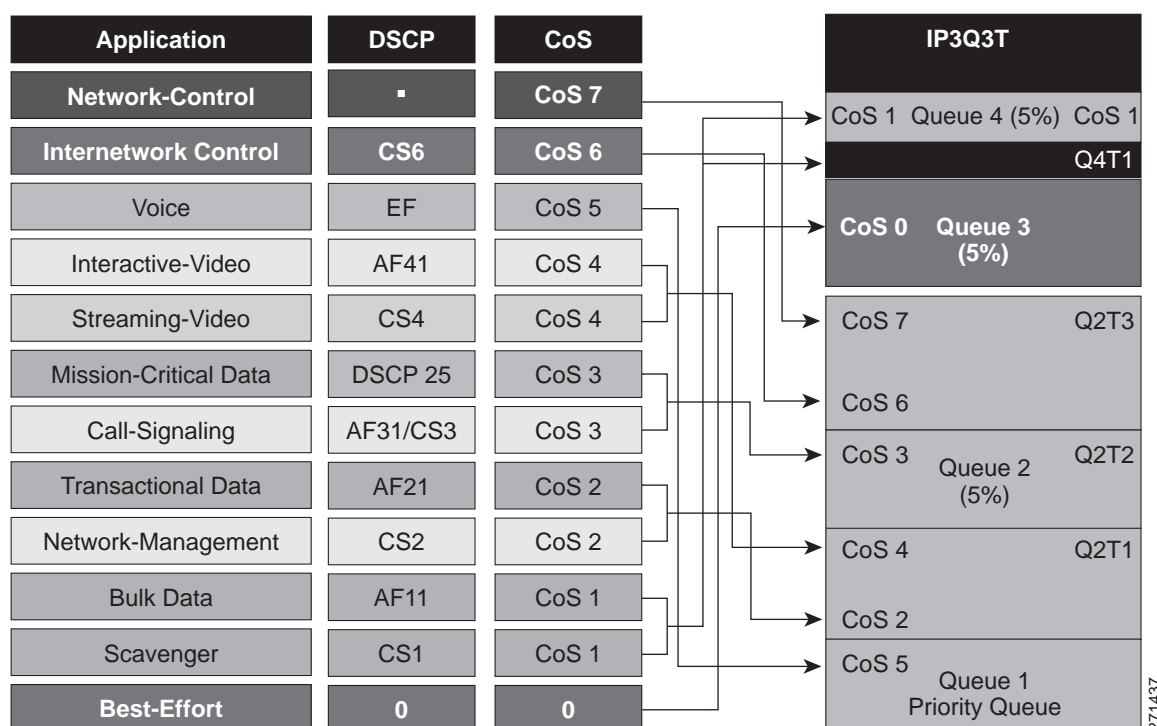 Application DSCP CoS
Network-Control - CoS 7
Internetwork Control CS6 CoS 6
Voice EF CoS 5
Interactive-Video AF41 CoS 4
Streaming-Video CS4 CoS 4
Mission-Critical Data DSCP 25 CoS 3
Call-Signaling AF31/CS3 CoS 3
Transactional Data AF21 CoS 2
Network-Management CS2 CoS 2
Bulk Data AF11 CoS 1
Scavenger CS1 CoS 1
Best-Effort 0 0
IP3Q3T
CoS 1 Queue 4 (5%) CoS 1
Q4T1
CoS 0 Queue 3
(5%)
CoS 7 Q2T3
CoS 6
CoS 3 Queue 2 Q2T2
(5%)
CoS 4 Q2T1
CoS 2
CoS 5
Queue 1
Priority Queue
271437